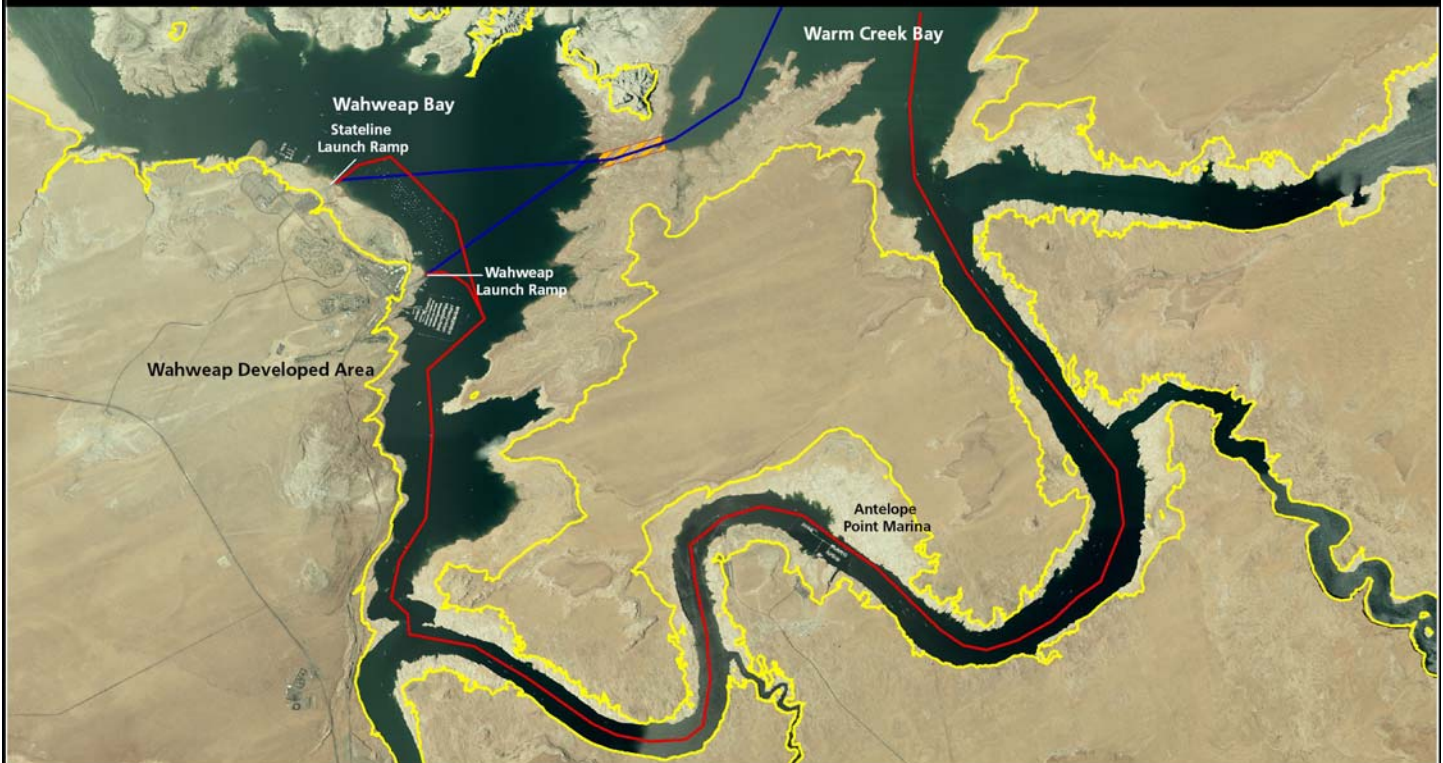 Warm Creek Bay
Wahweap Bay
Stateline
Launch Ramp
Wahweap
Launch Ramp
Wahweap Developed Area
Antelope
Point Marina